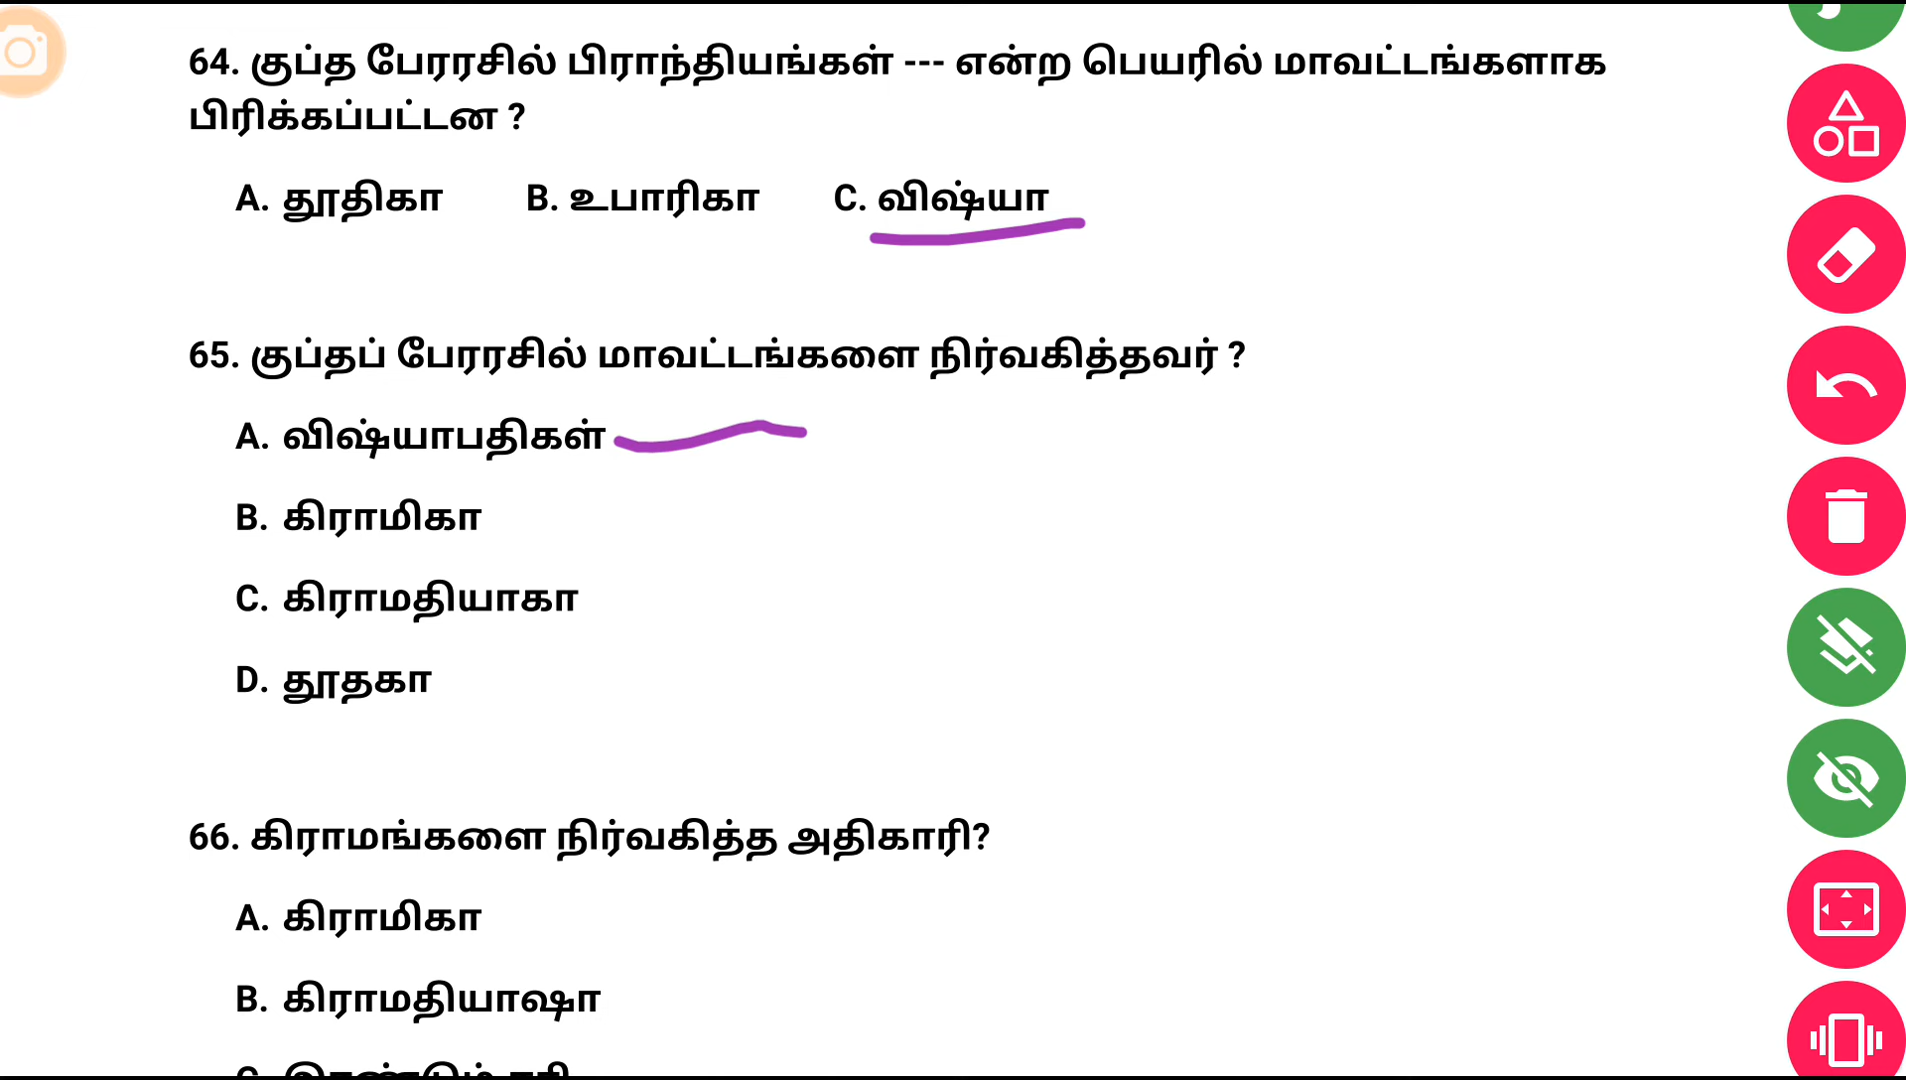 64. குப்த பேரரசில் பிராந்தியங்கள் --- என்ற பெயரில் மாவட்டங்களாக
பிரிக்கப்பட்டன ?
A. தூதிகா B. உபாரிகா C. விஷ்யா
65. குப்தப் பேரரசில் மாவட்டங்களை நிர்வகித்தவர் ?
A. விஷ்யாபதிகள்
B. கிராமிகா
C. கிராமதியாகா
D. தூதகா
66. கிராமங்களை நிர்வகித்த அதிகாரி?
A. கிராமிகா
B. கிராமதியாஷா